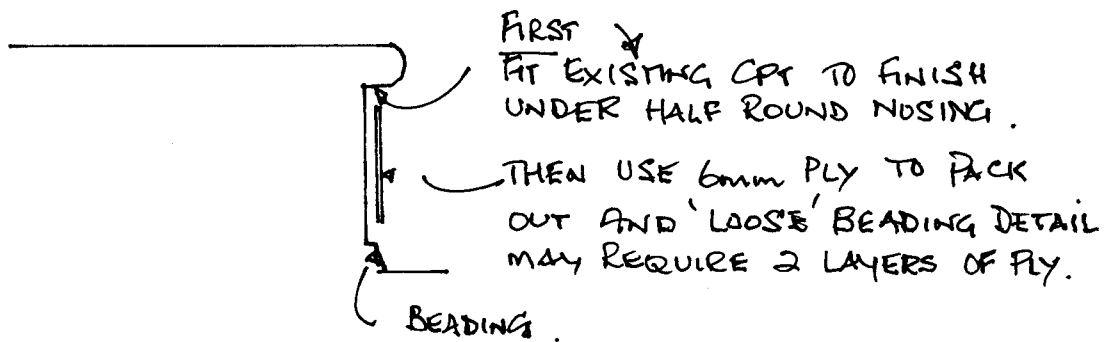 FIRST
FIT EXISTING CPT TO FINISH
UNDER HALF ROUND NOSING.
THEN USE 6mm PLY TO PACK
OUT AND 'LOOSE' BEADING DETAIL
MAY REQUIRE 2 LAYERS OF PLY.
BEADING.